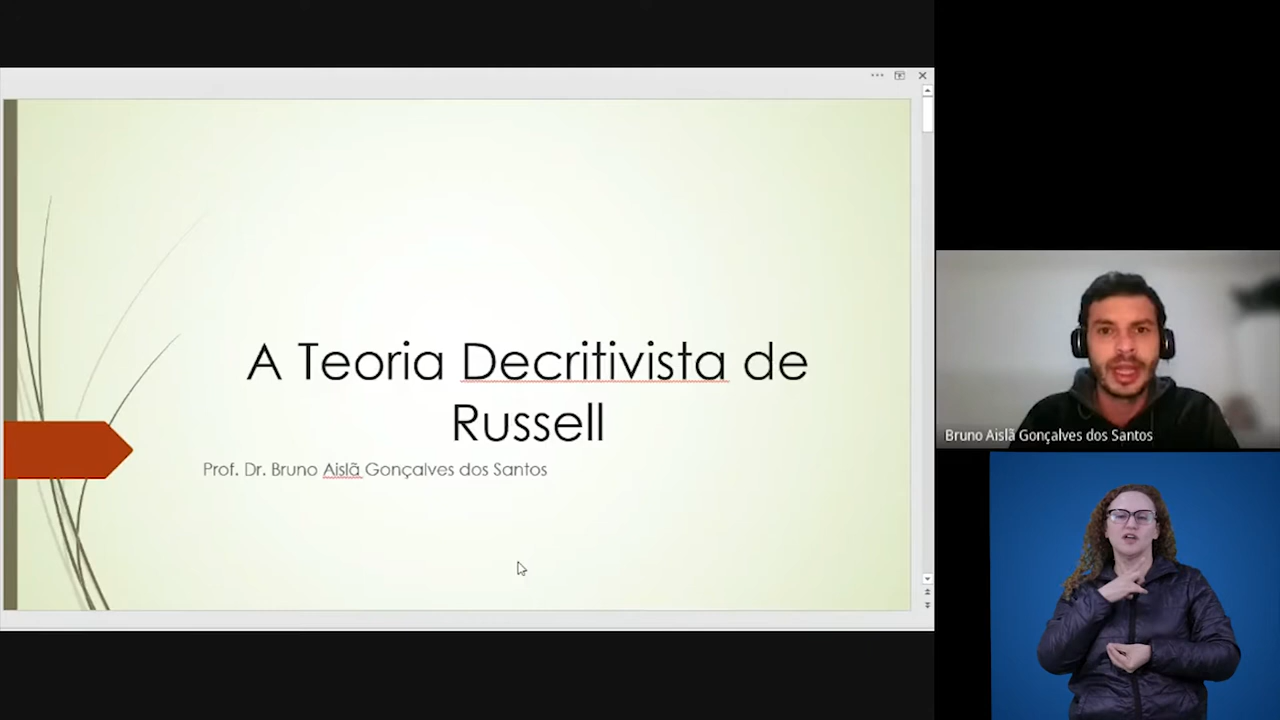 A Teoria Decritivista de
Russell
Prof. Dr. Bruno Aislã Gonçalves dos Santos
Bruno Aislã Gonçalves dos Santos